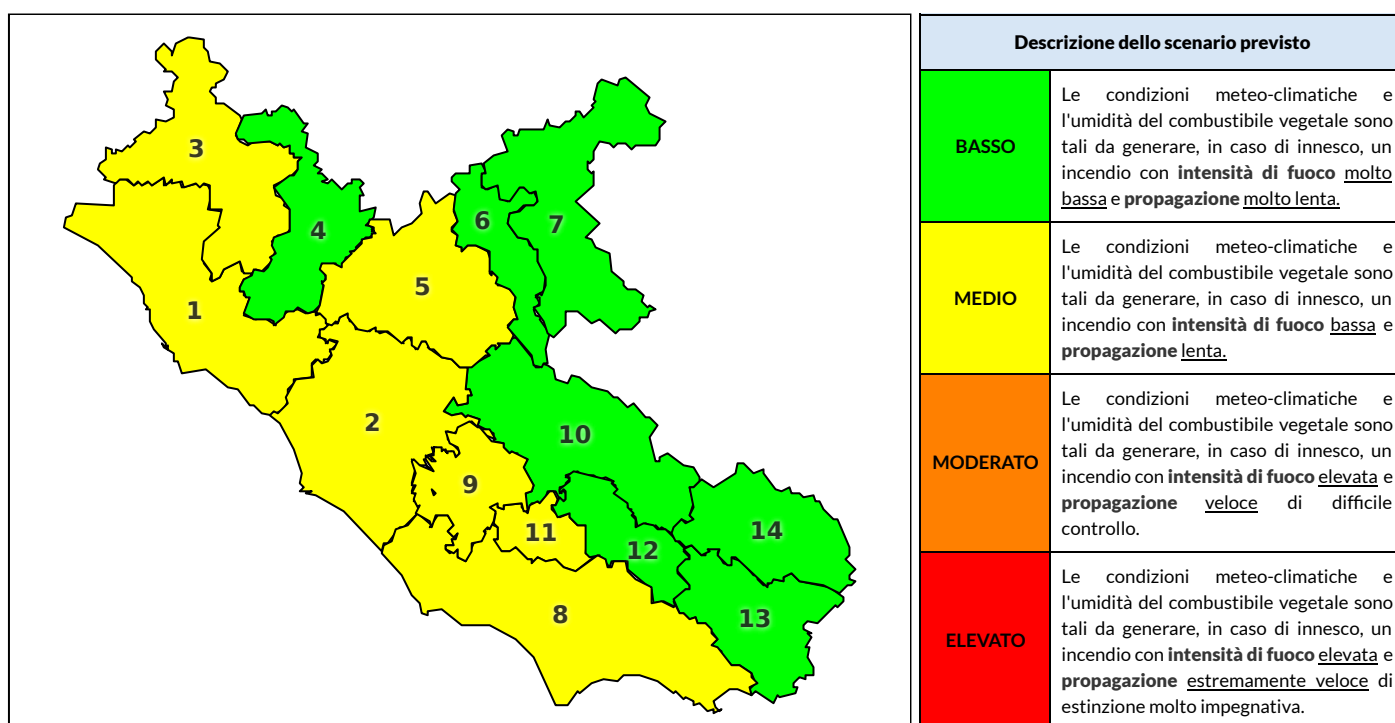 3
4
6
7
5
1
2
10
9
11
12
14
8
13
Descrizione dello scenario previsto
BASSO
Le condizioni meteo-climatiche e
l'umidità del combustibile vegetale sono
tali da generare, in caso di innesco, un
incendio con intensità di fuoco molto
bassa e propagazione molto lenta.
MEDIO
Le condizioni meteo-climatiche e
l'umidità del combustibile vegetale sono
tali da generare, in caso di innesco, un
incendio con intensità di fuoco bassa e
propagazione lenta.
MODERATO
Le condizioni meteo-climatiche e
l'umidità del combustibile vegetale sono
tali da generare, in caso di innesco, un
incendio con intensità di fuoco elevata e
propagazione veloce di difficile
controllo.
ELEVATO
Le condizioni meteo-climatiche e
l'umidità del combustibile vegetale sono
tali da generare, in caso di innesco, un
incendio con intensità di fuoco elevata e
propagazione estremamente veloce di
estinzione molto impegnativa.